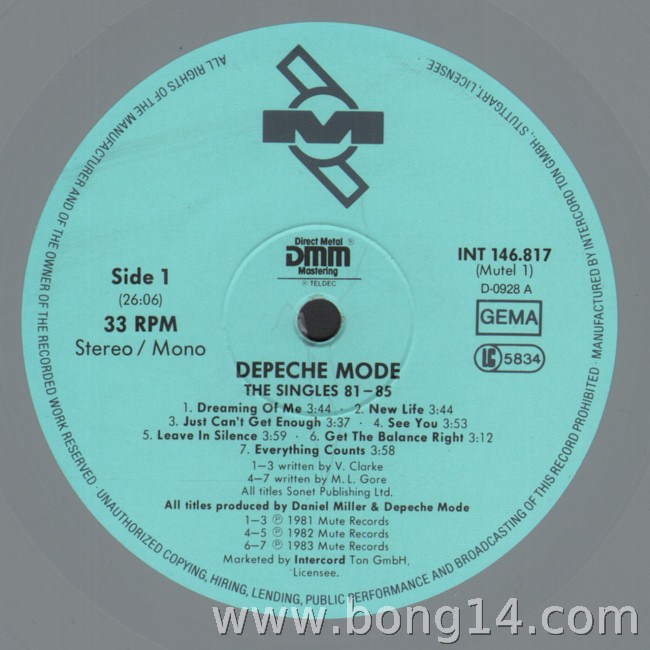 M
Direct Metal ®
DMM
Mastering
℗ TELDEC
Side 1
(26:06)
33 RPM
Stereo / Mono
INT 146.817
(Mutel 1)
D-0928 A
GEMA
LC 5834
DEPECHE MODE
THE SINGLES 81–85
1. Dreaming Of Me 3:44 · 2. New Life 3:44
3. Just Can't Get Enough 3:37 · 4. See You 3:53
5. Leave In Silence 3:59 · 6. Get The Balance Right 3:12
7. Everything Counts 3:58
1–3 written by V. Clarke
4–7 written by M. L. Gore
All titles Sonet Publishing Ltd.
All titles produced by Daniel Miller & Depeche Mode
1–3 ℗ 1981 Mute Records
4–5 ℗ 1982 Mute Records
6–7 ℗ 1983 Mute Records
Marketed by Intercord Ton GmbH,
Licensee.
ALL RIGHTS OF THE MANUFACTURER AND OF THE OWNER OF THE RECORDED WORK RESERVED · UNAUTHORIZED COPYING, HIRING, LENDING, PUBLIC PERFORMANCE AND BROADCASTING OF THIS RECORD PROHIBITED · MANUFACTURED BY INTERCORD TON GMBH., STUTTGART, LICENSEE.
www.bong14.com